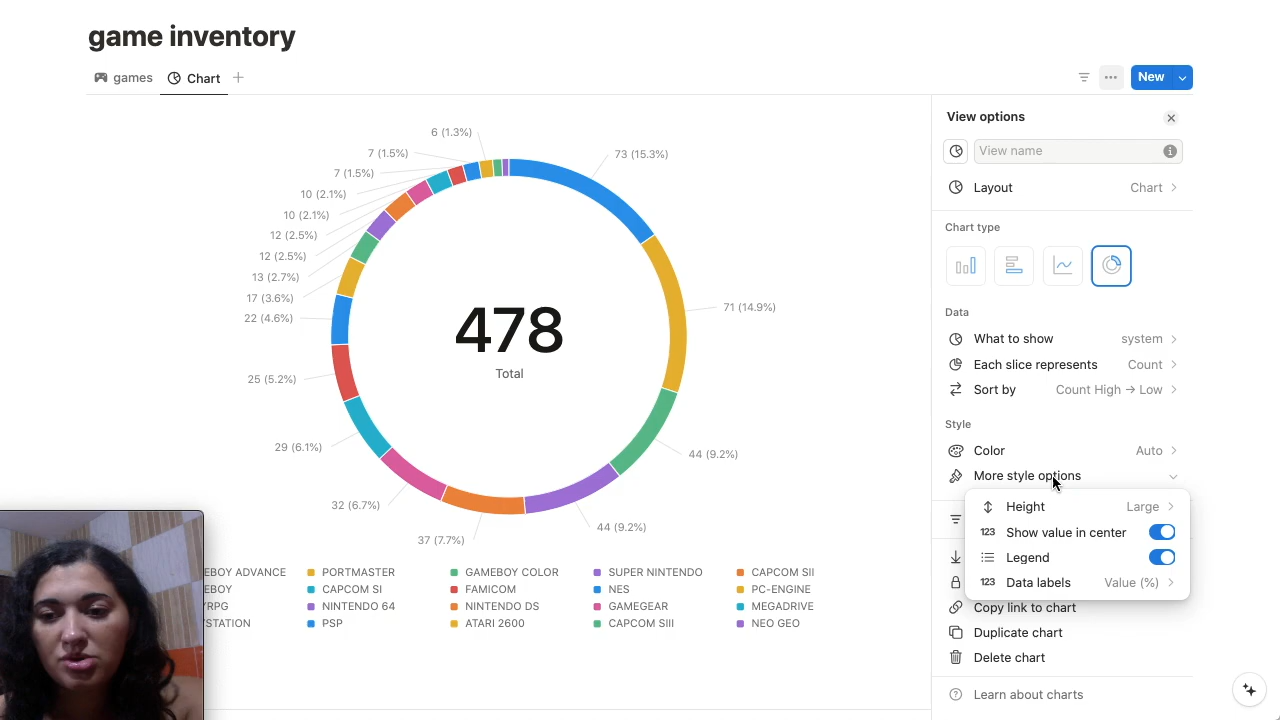 game inventory
games
Chart
New
6 (1.3%)
7 (1.5%)
7 (1.5%)
10 (2.1%)
10 (2.1%)
12 (2.5%)
12 (2.5%)
13 (2.7%)
17 (3.6%)
22 (4.6%)
25 (5.2%)
29 (6.1%)
32 (6.7%)
37 (7.7%)
73 (15.3%)
71 (14.9%)
44 (9.2%)
44 (9.2%)
478
Total
EBOY ADVANCE PORTMASTER GAMEBOY COLOR SUPER NINTENDO CAPCOM SII
EBOY CAPCOM SI FAMICOM NES PC-ENGINE
/RPG NINTENDO 64 NINTENDO DS GAMEGEAR MEGADRIVE
STATION PSP ATARI 2600 CAPCOM SIII NEO GEO
View options
View name
Layout Chart
Chart type
Data
What to show system
Each slice represents Count
Sort by Count High → Low
Style
Color Auto
More style options
Height Large
123 Show value in center
Legend
123 Data labels Value (%)
Copy link to chart
Duplicate chart
Delete chart
Learn about charts